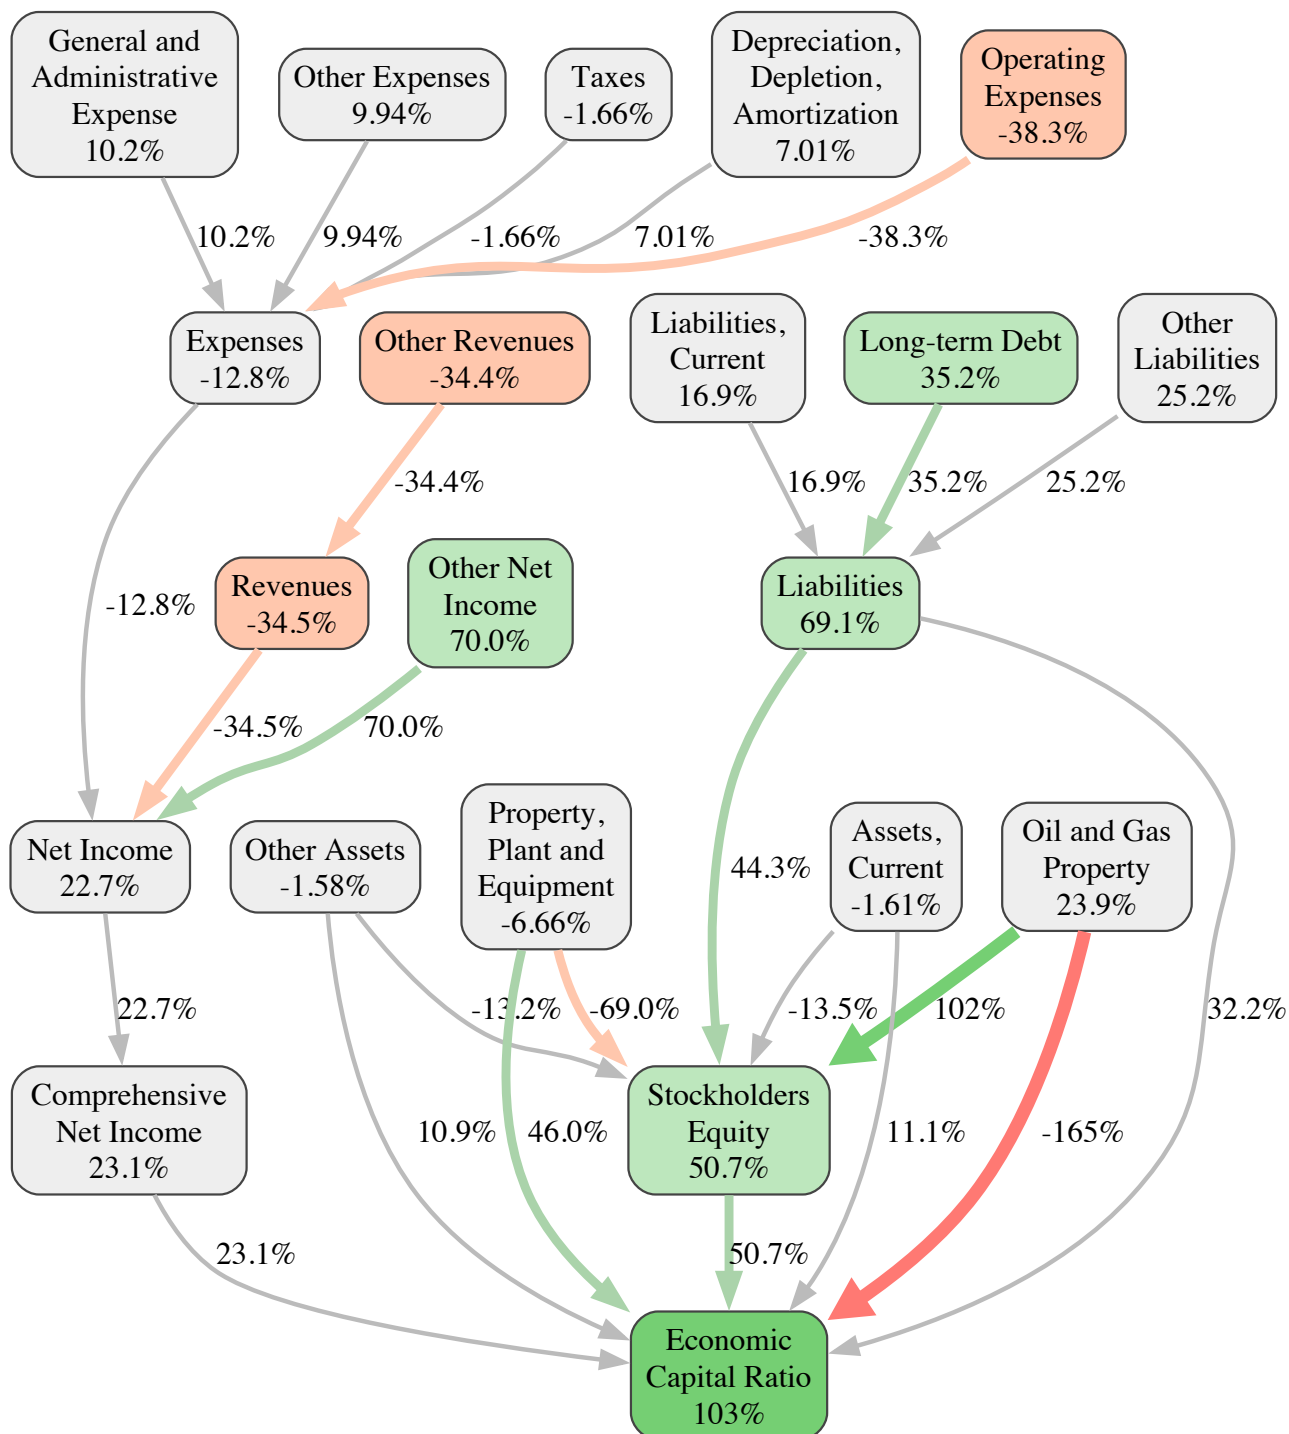 General and
Administrative
Expense
10.2%
Other Expenses
9.94%
Taxes
-1.66%
Depreciation,
Depletion,
Amortization
7.01%
Operating
Expenses
-38.3%
10.2%
9.94%
-1.66%
7.01%
-38.3%
Expenses
-12.8%
Other Revenues
-34.4%
Liabilities,
Current
16.9%
Long-term Debt
35.2%
Other
Liabilities
25.2%
-34.4%
16.9%
35.2%
25.2%
-12.8%
Revenues
-34.5%
Other Net
Income
70.0%
Liabilities
69.1%
-34.5%
70.0%
Net Income
22.7%
Other Assets
-1.58%
Property,
Plant and
Equipment
-6.66%
44.3%
Assets,
Current
-1.61%
Oil and Gas
Property
23.9%
22.7%
-13.2%
-69.0%
-13.5%
102%
32.2%
Comprehensive
Net Income
23.1%
10.9%
46.0%
Stockholders
Equity
50.7%
11.1%
-165%
23.1%
50.7%
Economic
Capital Ratio
103%